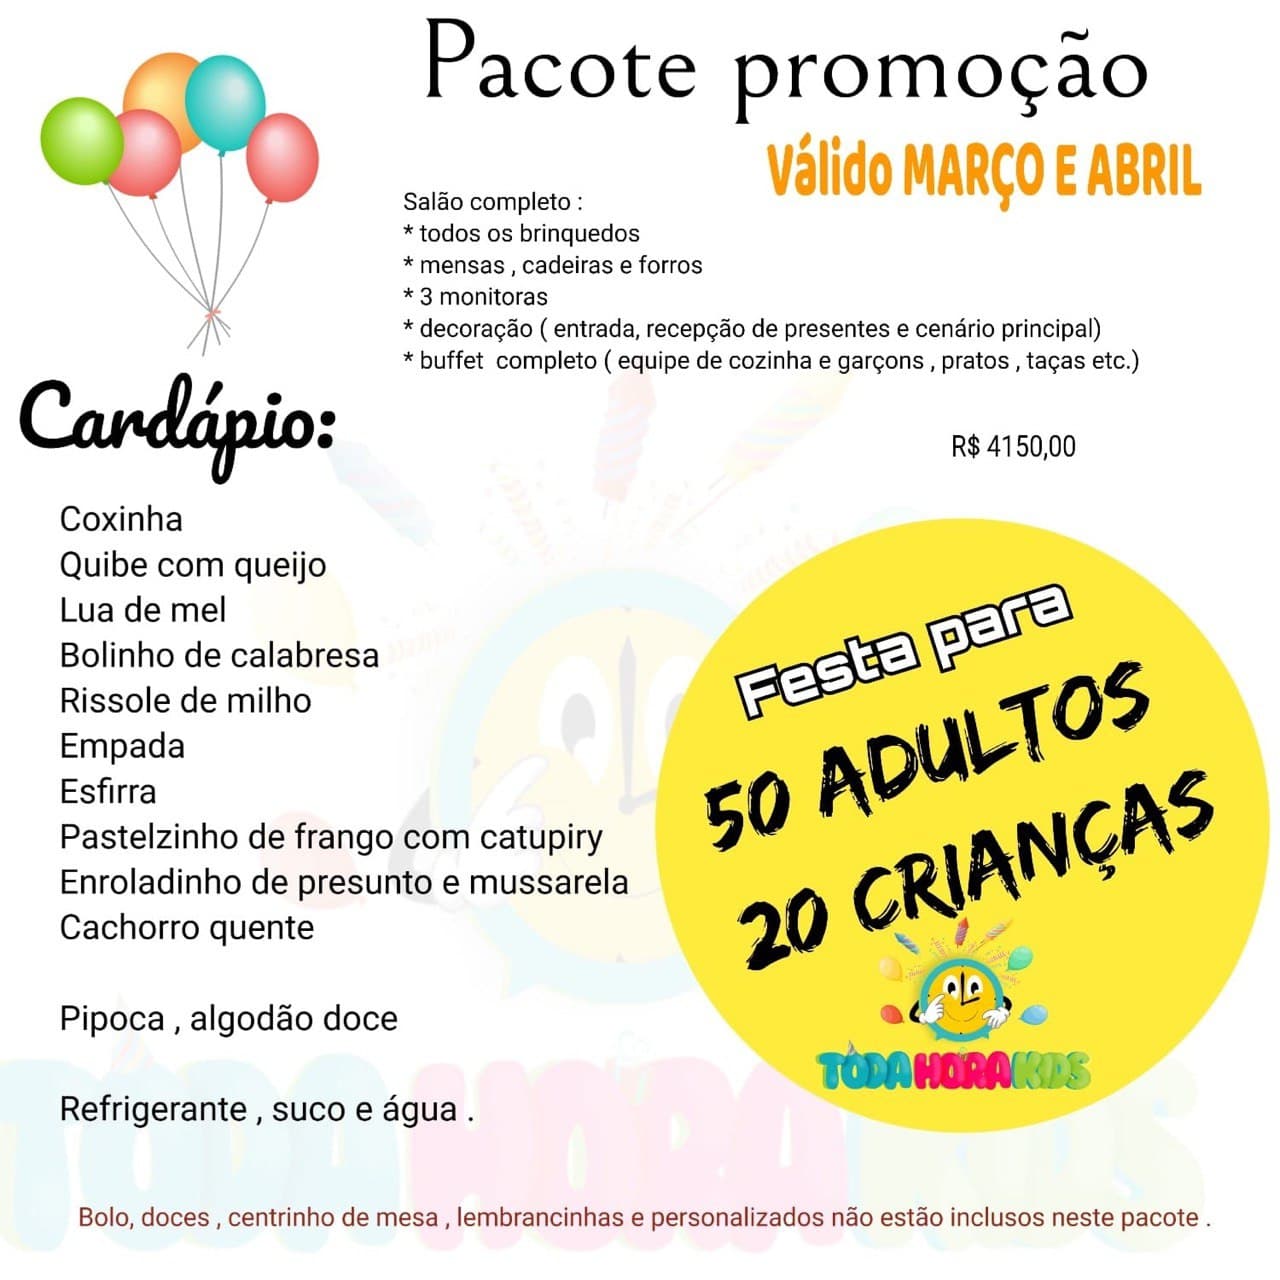 Pacote promoção
Válido MARÇO E ABRIL
Salão completo :
* todos os brinquedos
* mensas , cadeiras e forros
* 3 monitoras
* decoração ( entrada, recepção de presentes e cenário principal)
* buffet completo ( equipe de cozinha e garçons , pratos , taças etc.)
R$ 4150,00
Cardápio:
Coxinha
Quibe com queijo
Lua de mel
Bolinho de calabresa
Rissole de milho
Empada
Esfirra
Pastelzinho de frango com catupiry
Enroladinho de presunto e mussarela
Cachorro quente
Pipoca , algodão doce
Refrigerante , suco e água .
Festa para
50 ADULTOS
20 CRIANÇAS
TODA HORA KIDS
TODA HORA KIDS
Bolo, doces , centrinho de mesa , lembrancinhas e personalizados não estão inclusos neste pacote .